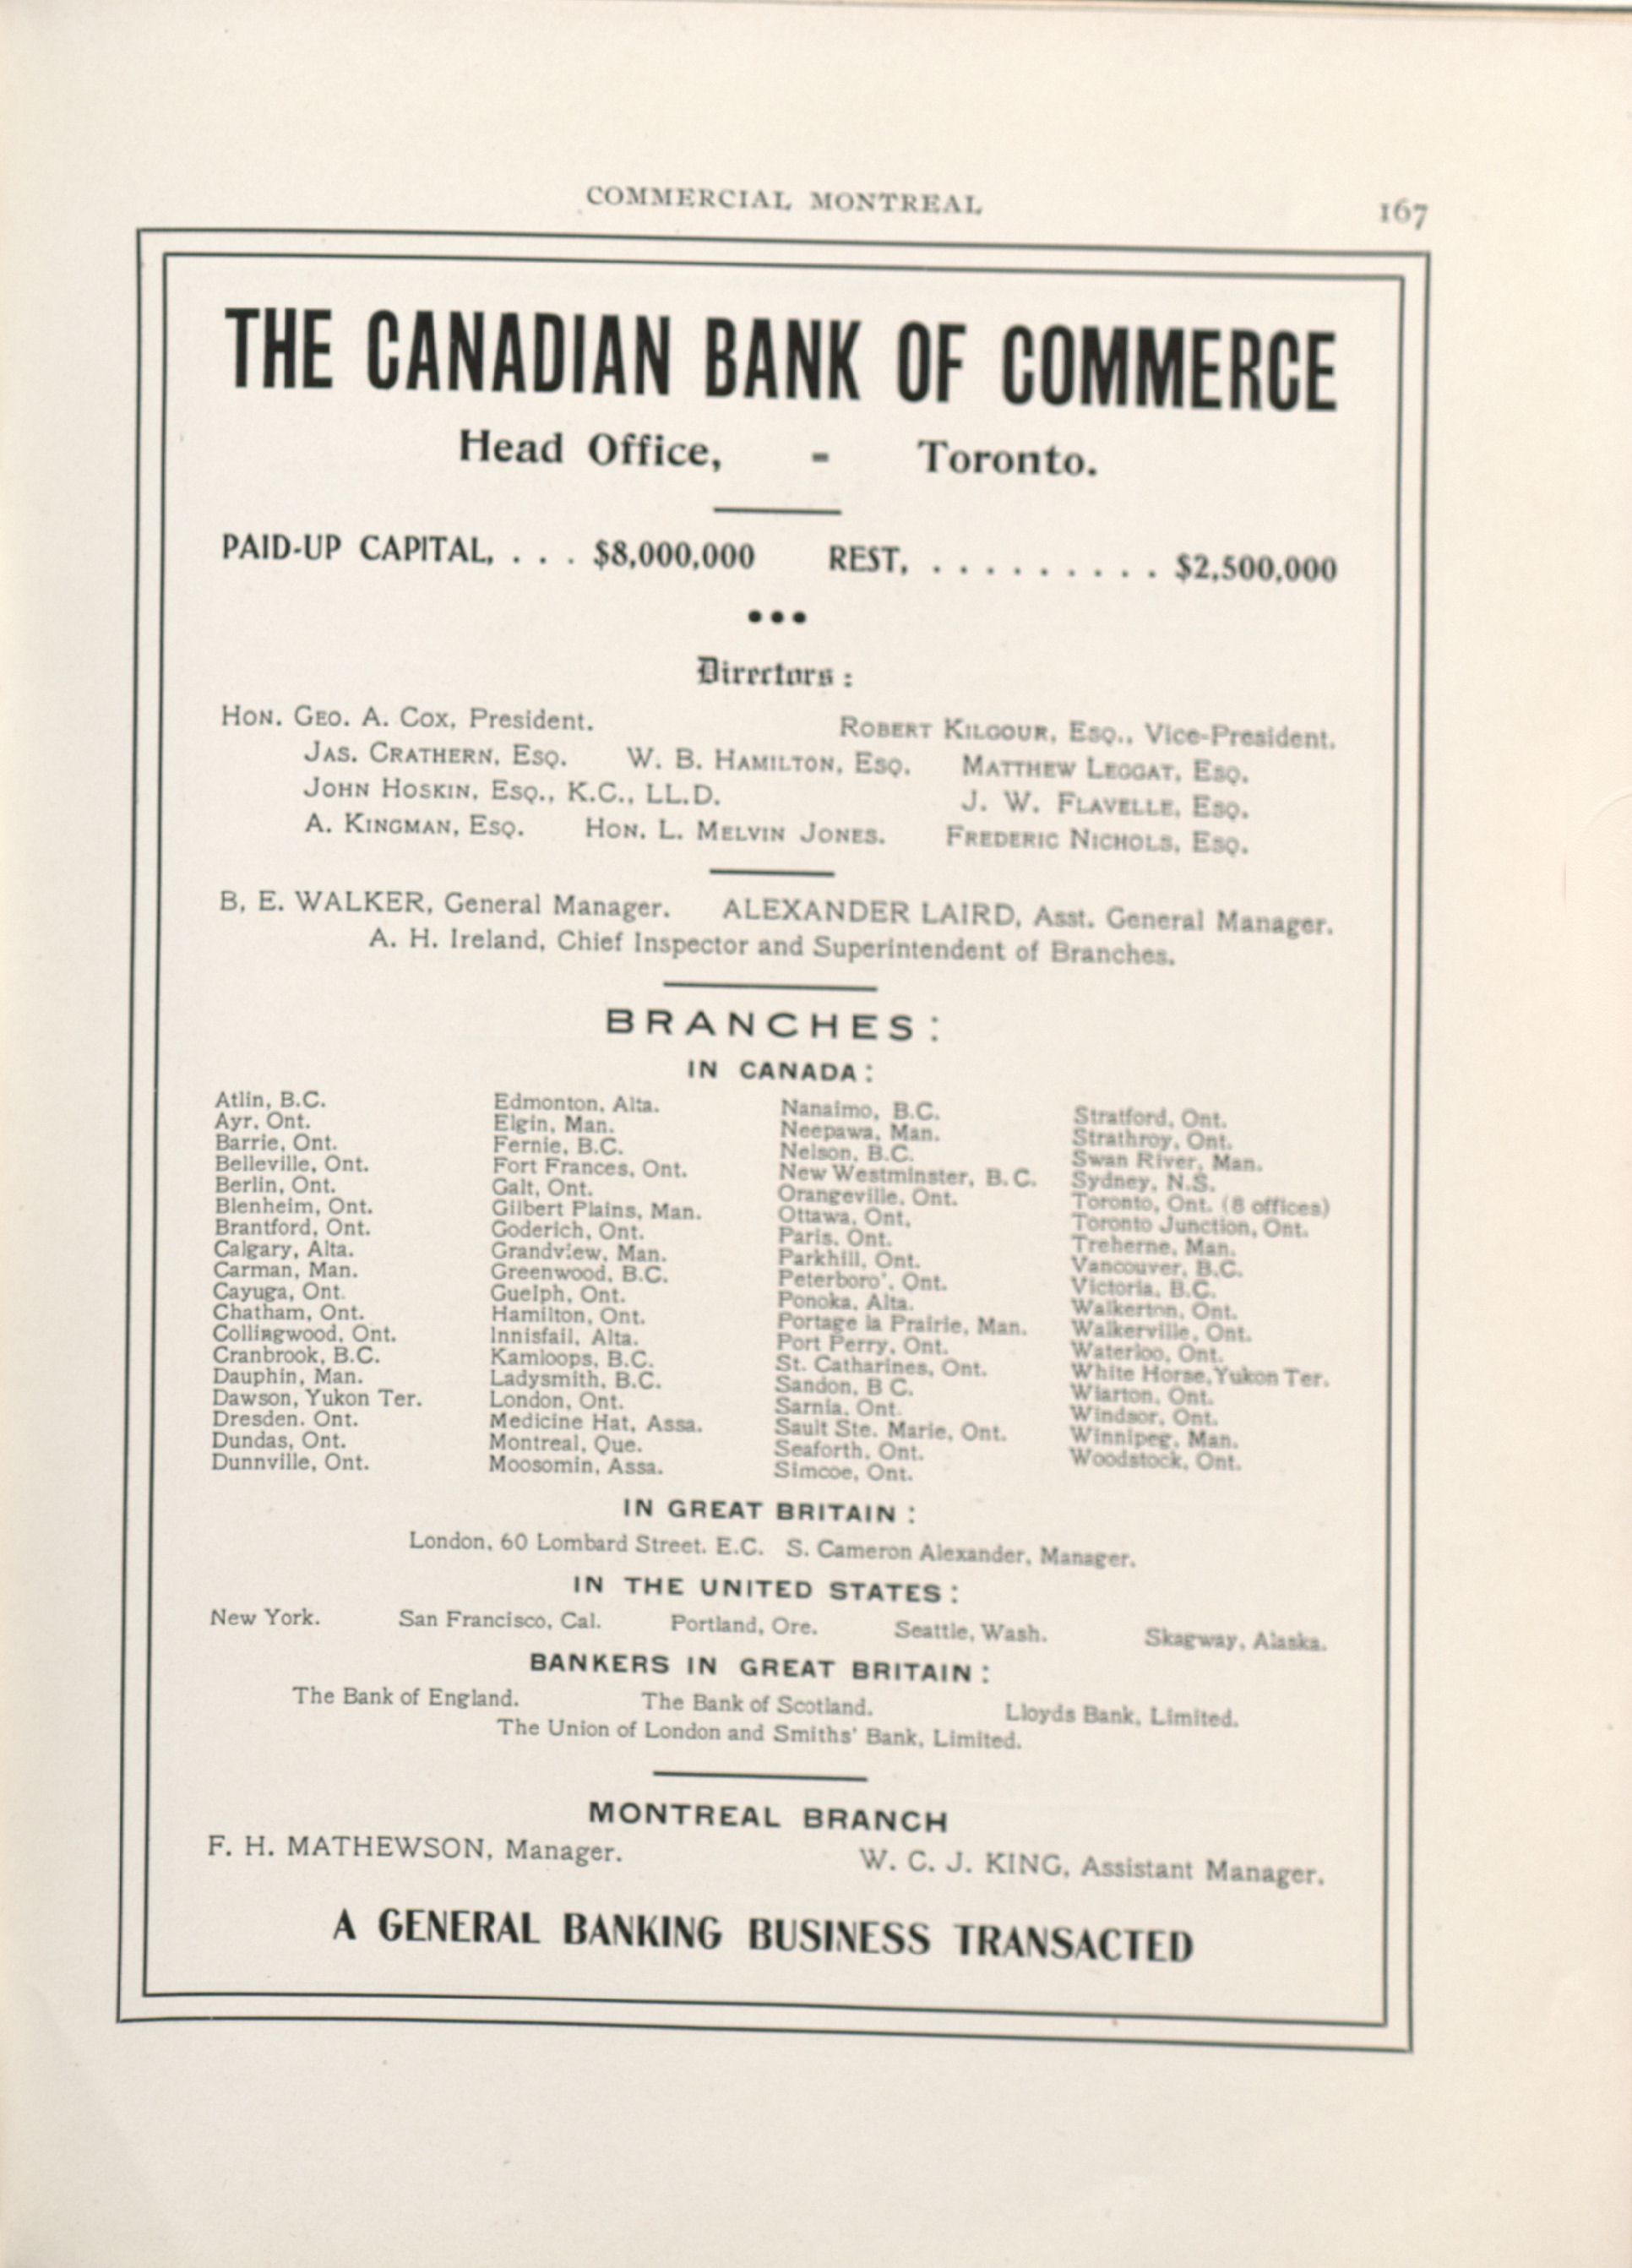 COMMERCIAL MONTREAL 167
THE CANADIAN BANK OF COMMERCE
Head Office, - Toronto.
PAID-UP CAPITAL, . . . $8,000,000 REST, . . . . . . . . . . $2,500,000
•••
Directors:
HON. GEO. A. COX, President. ROBERT KILGOUR, ESQ., Vice-President.
JAS. CRATHERN, ESQ. W. B. HAMILTON, ESQ. MATTHEW LEGGAT, ESQ.
JOHN HOSKIN, ESQ., K.C., LL.D. J. W. FLAVELLE, ESQ.
A. KINGMAN, ESQ. HON. L. MELVIN JONES. FREDERIC NICHOLS, ESQ.
B, E. WALKER, General Manager. ALEXANDER LAIRD, Asst. General Manager.
A. H. Ireland, Chief Inspector and Superintendent of Branches.
BRANCHES:
IN CANADA:
Atlin, B.C.
Ayr, Ont.
Barrie, Ont.
Belleville, Ont.
Berlin, Ont.
Blenheim, Ont.
Brantford, Ont.
Calgary, Alta.
Carman, Man.
Cayuga, Ont.
Chatham, Ont.
Collingwood, Ont.
Cranbrook, B.C.
Dauphin, Man.
Dawson, Yukon Ter.
Dresden. Ont.
Dundas, Ont.
Dunnville, Ont.
Edmonton, Alta.
Elgin, Man.
Fernie, B.C.
Fort Frances, Ont.
Galt, Ont.
Gilbert Plains, Man.
Goderich, Ont.
Grandview, Man.
Greenwood, B.C.
Guelph, Ont.
Hamilton, Ont.
Innisfail, Alta.
Kamloops, B.C.
Ladysmith, B.C.
London, Ont.
Medicine Hat, Assa.
Montreal, Que.
Moosomin, Assa.
Nanaimo, B.C.
Neepawa, Man.
Nelson, B.C.
New Westminster, B.C.
Orangeville, Ont.
Ottawa, Ont.
Paris, Ont.
Parkhill, Ont.
Peterboro', Ont.
Ponoka, Alta.
Portage la Prairie, Man.
Port Perry, Ont.
St. Catharines, Ont.
Sandon, B C.
Sarnia, Ont.
Sault Ste. Marie, Ont.
Seaforth, Ont.
Simcoe, Ont.
Stratford, Ont.
Strathroy, Ont.
Swan River, Man.
Sydney, N.S.
Toronto, Ont. (8 offices)
Toronto Junction, Ont.
Treherne, Man.
Vancouver, B.C.
Victoria, B.C.
Walkerton, Ont.
Walkerville, Ont.
Waterloo, Ont.
White Horse, Yukon Ter.
Wiarton, Ont.
Windsor, Ont.
Winnipeg, Man.
Woodstock, Ont.
IN GREAT BRITAIN:
London, 60 Lombard Street. E.C. S. Cameron Alexander, Manager.
IN THE UNITED STATES:
New York. San Francisco, Cal. Portland, Ore. Seattle, Wash. Skagway, Alaska.
BANKERS IN GREAT BRITAIN:
The Bank of England. The Bank of Scotland. Lloyds Bank, Limited.
The Union of London and Smiths' Bank, Limited.
MONTREAL BRANCH
F. H. MATHEWSON, Manager. W. C. J. KING, Assistant Manager.
A GENERAL BANKING BUSINESS TRANSACTED